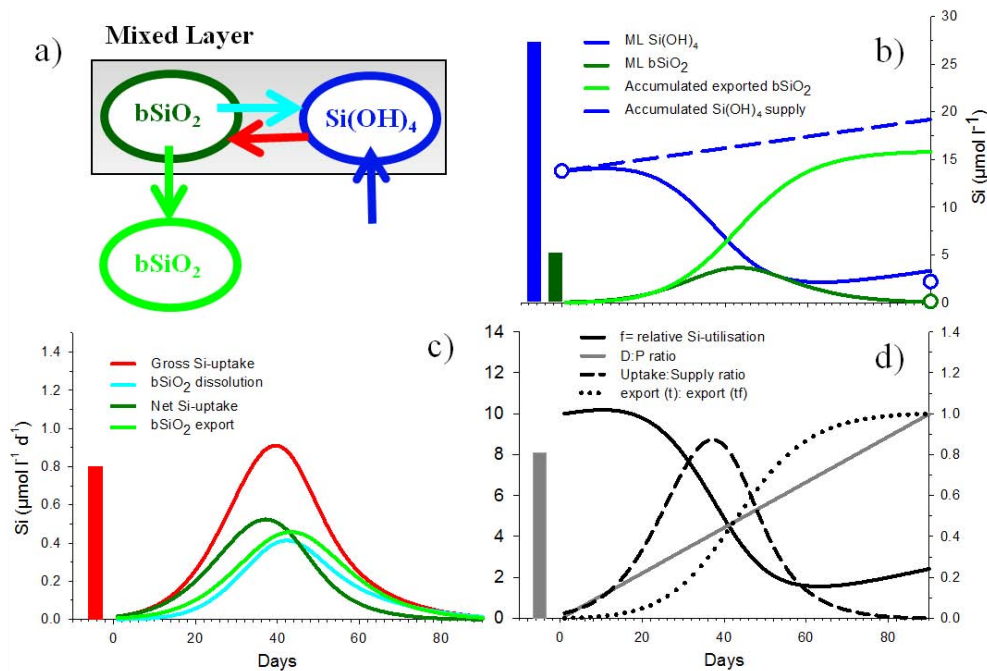 a)
Mixed Layer
bSiO2
Si(OH)4
bSiO2
b)
ML Si(OH)4
ML bSiO2
Accumulated exported bSiO2
Accumulated Si(OH)4 supply
30
25
20
15
10
5
0
Si (µmol l-1)
c)
Gross Si-uptake
bSiO2 dissolution
Net Si-uptake
bSiO2 export
1.4
1.2
1.0
0.8
0.6
0.4
0.2
0.0
Si (µmol l-1 d-1)
0 20 40 60 80
Days
d)
f= relative Si-utilisation
D:P ratio
Uptake:Supply ratio
export (t): export (tf)
14
12
10
8
6
4
2
0
1.4
1.2
1.0
0.8
0.6
0.4
0.2
0.0
0 20 40 60 80
Days